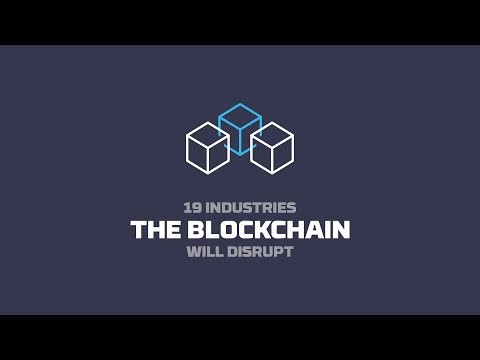 19 INDUSTRIES
THE BLOCKCHAIN
WILL DISRUPT